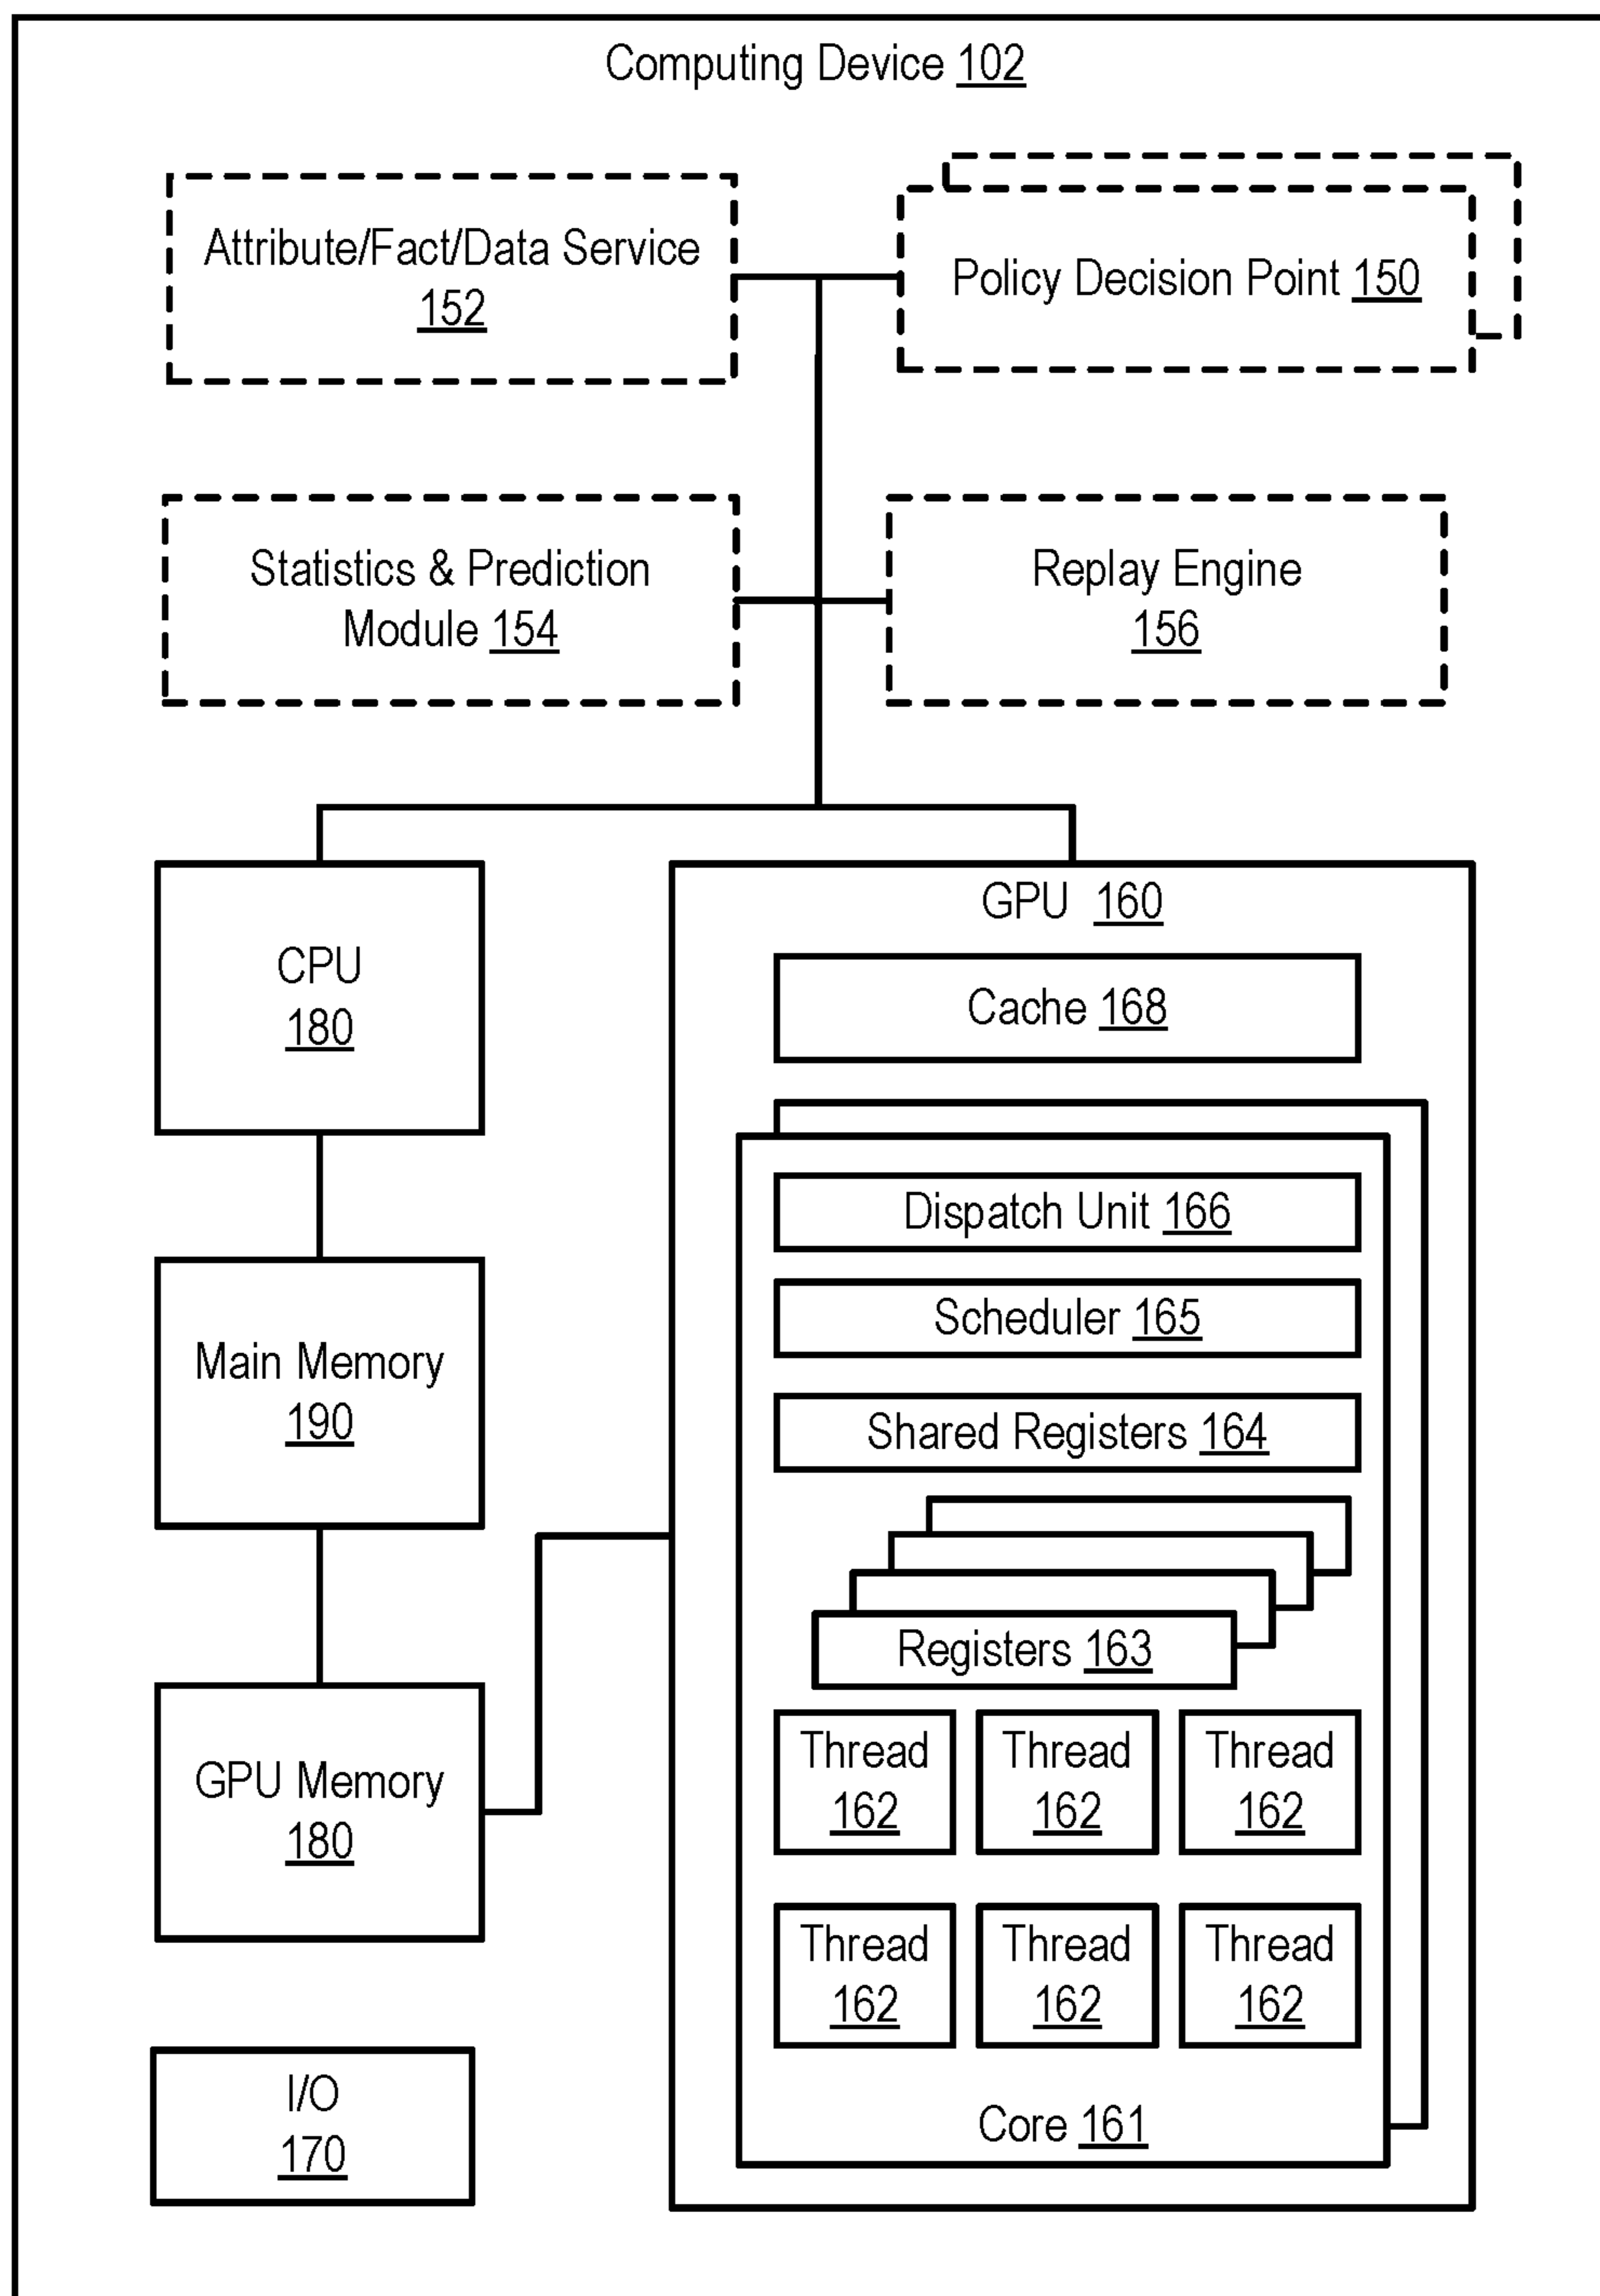 Computing Device 102
Attribute/Fact/Data Service
152
Policy Decision Point 150
Statistics & Prediction
Module 154
Replay Engine
156
CPU
180
Main Memory
190
GPU Memory
180
I/O
170
GPU 160
Cache 168
Dispatch Unit 166
Scheduler 165
Shared Registers 164
Registers 163
Thread
162
Thread
162
Thread
162
Thread
162
Thread
162
Thread
162
Core 161